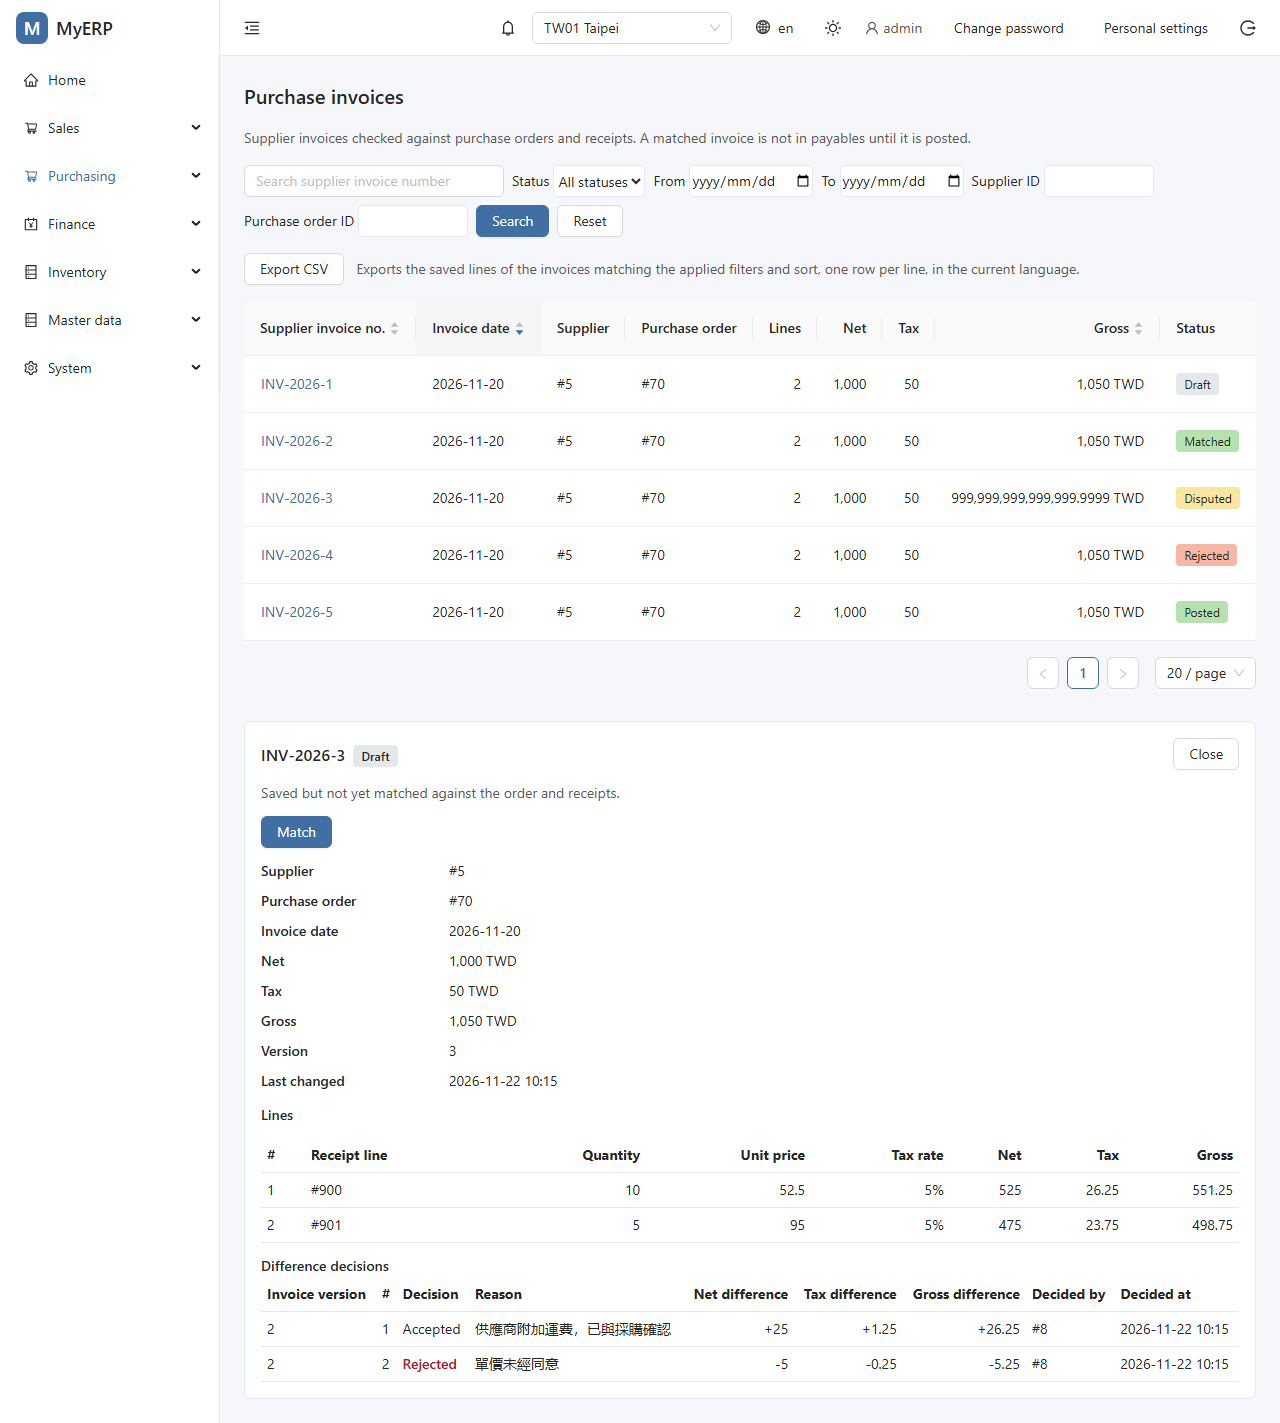 M MyERP
TW01 Taipei
en
admin
Change password
Personal settings
Home
Sales
Purchasing
Finance
Inventory
Master data
System
Purchase invoices
Supplier invoices checked against purchase orders and receipts. A matched invoice is not in payables until it is posted.
Search supplier invoice number Status All statuses From yyyy/mm/dd To yyyy/mm/dd Supplier ID
Purchase order ID Search Reset
Export CSV Exports the saved lines of the invoices matching the applied filters and sort, one row per line, in the current language.
Supplier invoice no. Invoice date Supplier Purchase order Lines Net Tax Gross Status
INV-2026-1 2026-11-20 #5 #70 2 1,000 50 1,050 TWD Draft
INV-2026-2 2026-11-20 #5 #70 2 1,000 50 1,050 TWD Matched
INV-2026-3 2026-11-20 #5 #70 2 1,000 50 999,999,999,999,999.9999 TWD Disputed
INV-2026-4 2026-11-20 #5 #70 2 1,000 50 1,050 TWD Rejected
INV-2026-5 2026-11-20 #5 #70 2 1,000 50 1,050 TWD Posted
< 1 > 20 / page
INV-2026-3 Draft Close
Saved but not yet matched against the order and receipts.
Match
Supplier #5
Purchase order #70
Invoice date 2026-11-20
Net 1,000 TWD
Tax 50 TWD
Gross 1,050 TWD
Version 3
Last changed 2026-11-22 10:15
Lines
# Receipt line Quantity Unit price Tax rate Net Tax Gross
1 #900 10 52.5 5% 525 26.25 551.25
2 #901 5 95 5% 475 23.75 498.75
Difference decisions
Invoice version # Decision Reason Net difference Tax difference Gross difference Decided by Decided at
2 1 Accepted 供應商附加運費，已與採購確認 +25 +1.25 +26.25 #8 2026-11-22 10:15
2 2 Rejected 單價未經同意 -5 -0.25 -5.25 #8 2026-11-22 10:15